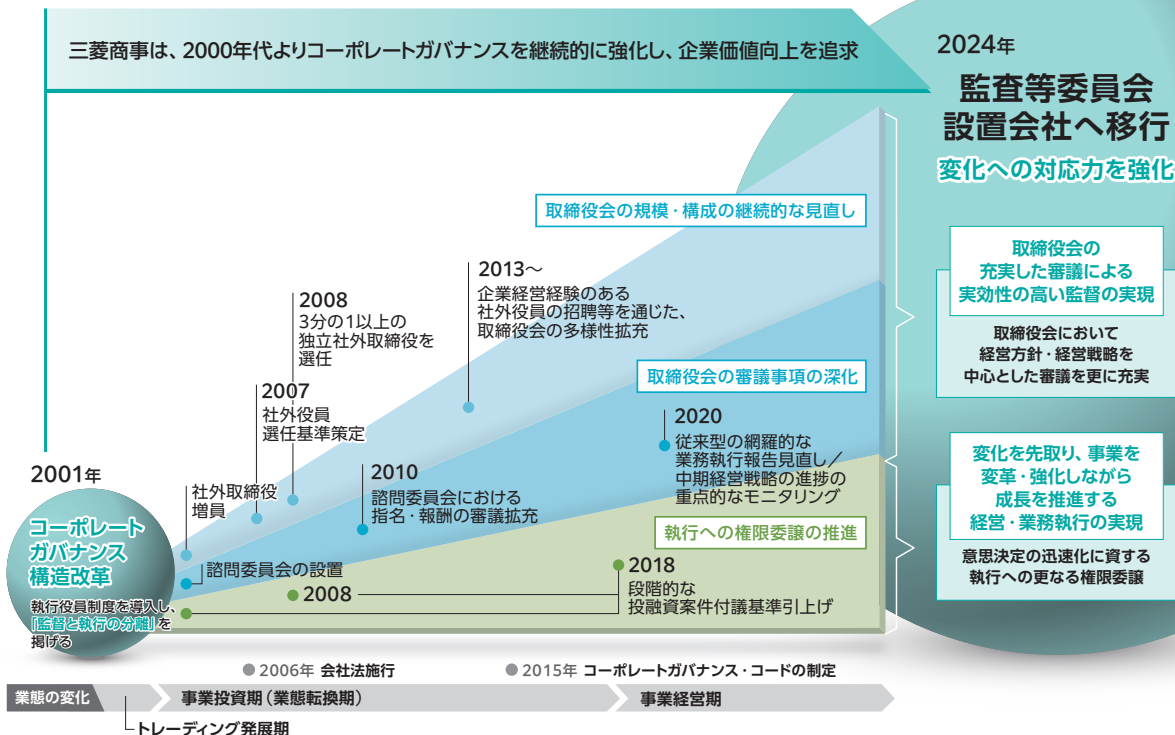 三菱商事は、2000年代よりコーポレートガバナンスを継続的に強化し、企業価値向上を追求
2024年
監査等委員会
設置会社へ移行
変化への対応力を強化
取締役会の規模・構成の継続的な見直し
2013～
企業経営経験のある
社外役員の招聘等を通じた、
取締役会の多様性拡充
2008
3分の1以上の
独立社外取締役を
選任
2007
社外役員
選任基準策定
社外取締役
増員
取締役会の審議事項の深化
2020
従来型の網羅的な
業務執行報告見直し／
中期経営戦略の進捗の
重点的なモニタリング
2010
諮問委員会における
指名・報酬の審議拡充
諮問委員会の設置
執行への権限委譲の推進
2008
2018
段階的な
投融資案件付議基準引上げ
2001年
コーポレート
ガバナンス
構造改革
執行役員制度を導入し、
「監督と執行の分離」を
掲げる
取締役会の
充実した審議による
実効性の高い監督の実現
取締役会において
経営方針・経営戦略を
中心とした審議を更に充実
変化を先取り、事業を
変革・強化しながら
成長を推進する
経営・業務執行の実現
意思決定の迅速化に資する
執行への更なる権限委譲
2006年 会社法施行
2015年 コーポレートガバナンス・コードの制定
業態の変化
事業投資期（業態転換期）
事業経営期
トレーディング発展期